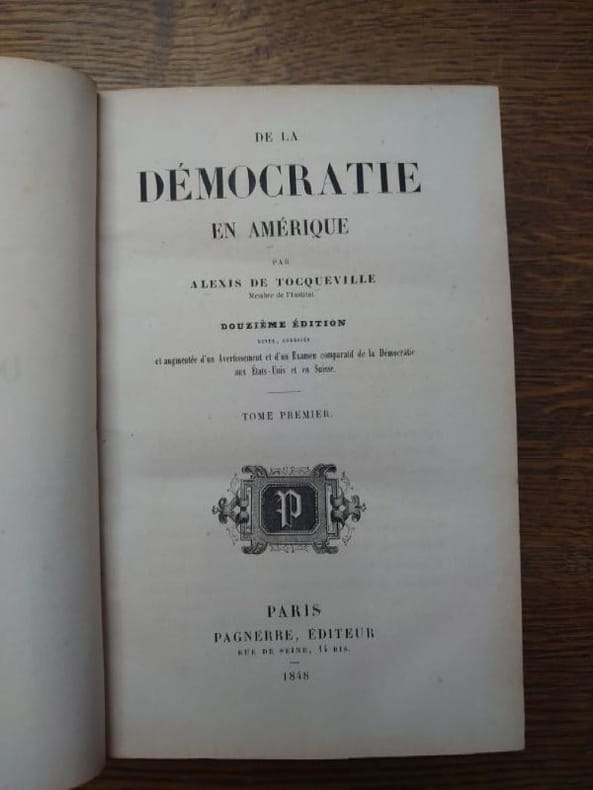 DE LA
DÉMOCRATIE
EN AMÉRIQUE
PAR
ALEXIS DE TOCQUEVILLE
Membre de l'Institut.
DOUZIÈME ÉDITION
REVUE, CORRIGÉE
et augmentée d'un Avertissement et d'un Examen comparatif de la Démocratie
aux États-Unis et en Suisse.
TOME PREMIER.
P
PARIS
PAGNERRE, ÉDITEUR
RUE DE SEINE, 14 BIS.
1848